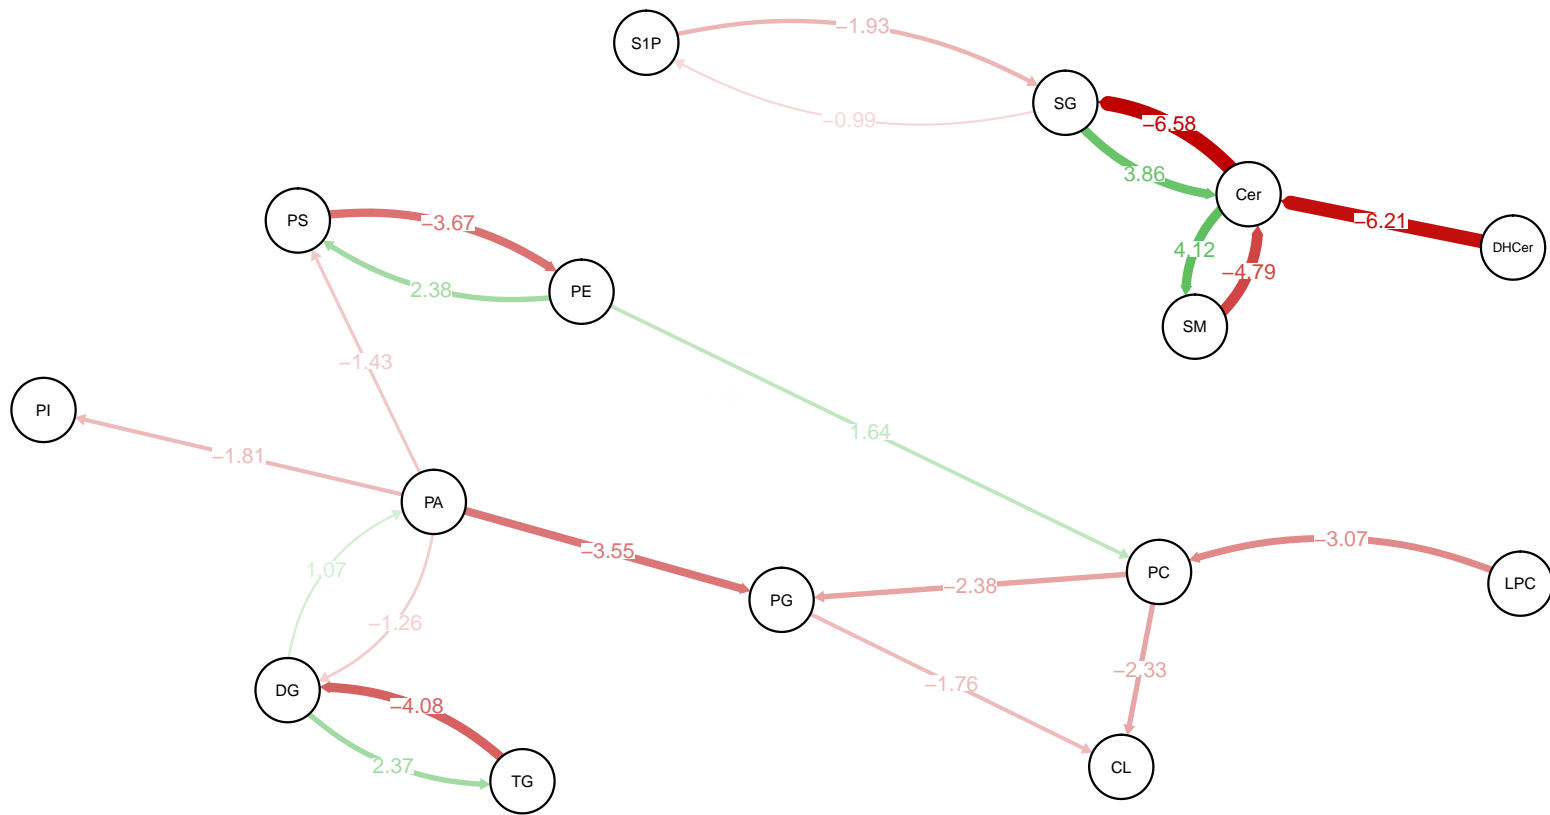 −1.93
S1P
SG
−0.99
−6.58
3.86
Cer
PS
−3.67
−6.21
DHCer
4.12
−4.79
2.38
PE
SM
−1.43
PI
1.64
−1.81
PA
−3.55
−3.07
1.07
PC
LPC
−2.38
PG
−1.26
−2.33
−1.76
DG
−4.08
2.37
CL
TG